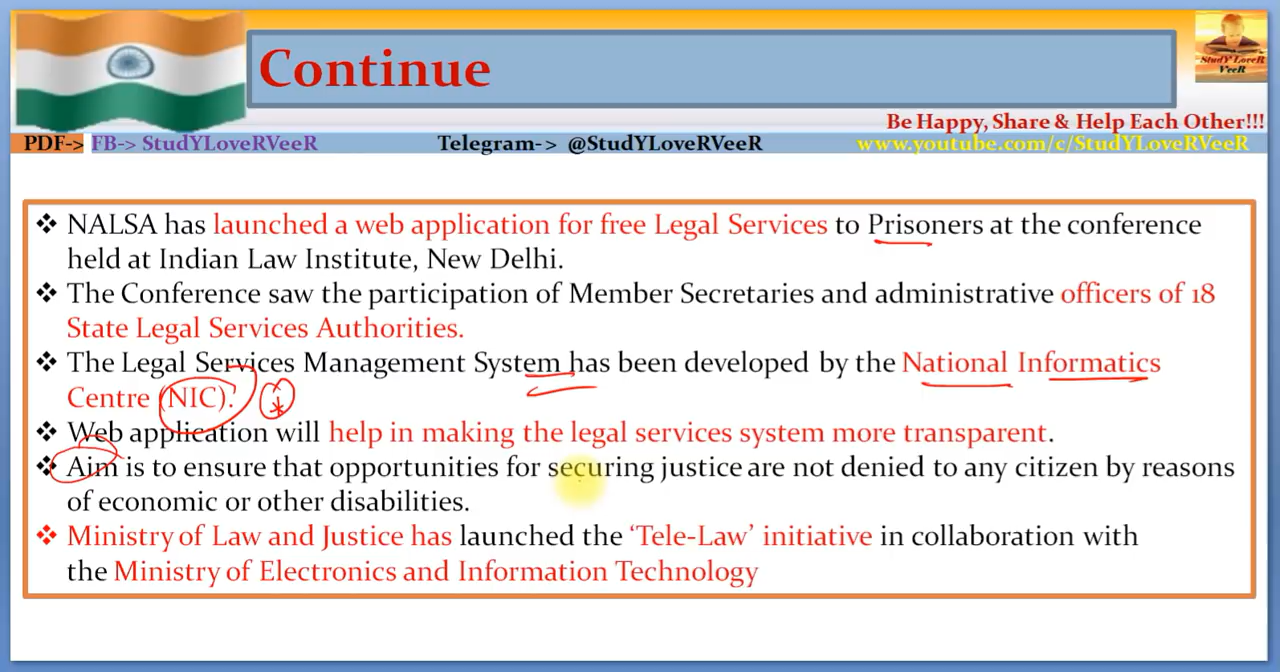 Continue
StudY LoveR
VeeR
Be Happy, Share & Help Each Other!!!
PDF-> FB-> StudYLoveRVeeR Telegram-> @StudYLoveRVeeR www.youtube.com/c/StudYLoveRVeeR
❖ NALSA has launched a web application for free Legal Services to Prisoners at the conference
held at Indian Law Institute, New Delhi.
❖ The Conference saw the participation of Member Secretaries and administrative officers of 18
State Legal Services Authorities.
❖ The Legal Services Management System has been developed by the National Informatics
Centre (NIC).
❖ Web application will help in making the legal services system more transparent.
❖ Aim is to ensure that opportunities for securing justice are not denied to any citizen by reasons
of economic or other disabilities.
❖ Ministry of Law and Justice has launched the ‘Tele-Law’ initiative in collaboration with
the Ministry of Electronics and Information Technology